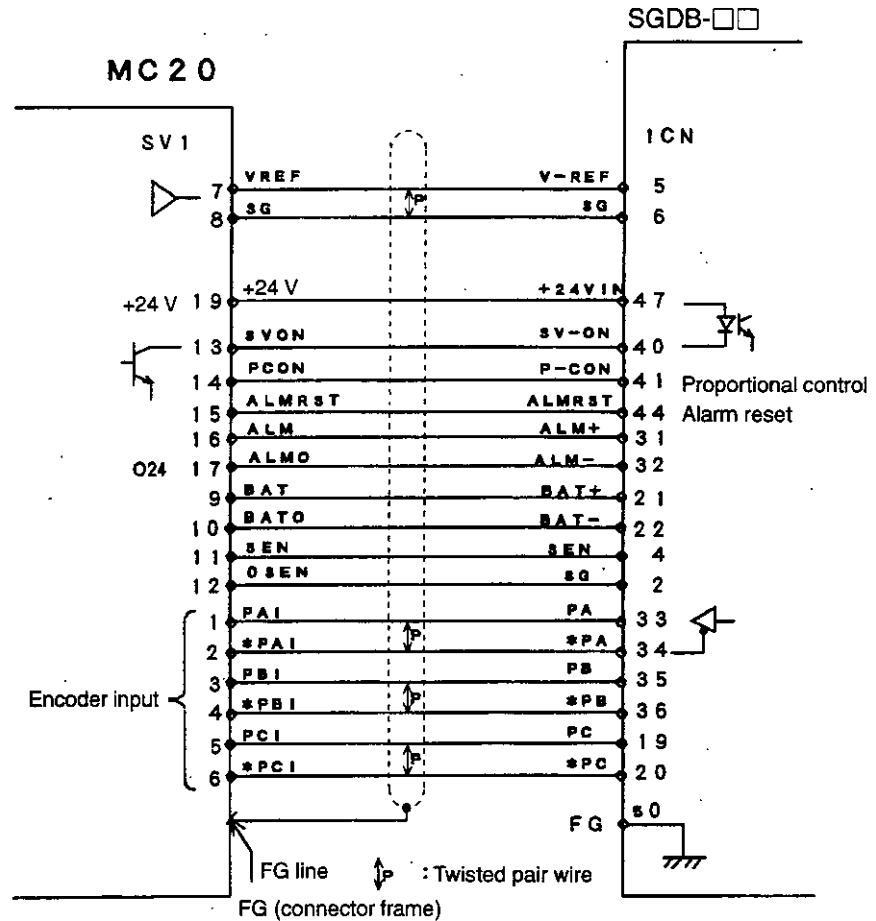 SGDB-□□
MC20
SV1
1CN
7 VREF V-REF 5
P
8 SG SG 6
+24 V 19 +24 V +24VIN 47
13 SVON SV-ON 40
14 PCON P-CON 41 Proportional control
15 ALMRST ALMRST 44 Alarm reset
16 ALM ALM+ 31
024 17 ALM0 ALM- 32
9 BAT BAT+ 21
10 BAT0 BAT- 22
11 SEN SEN 4
12 0SEN SG 2
1 PAI PA 33
P
2 *PAI *PA 34
3 PBI PB 35
Encoder input
P
4 *PBI *PB 36
5 PCI PC 19
P
6 *PCI *PC 20
FG 50
FG line
P : Twisted pair wire
FG (connector frame)